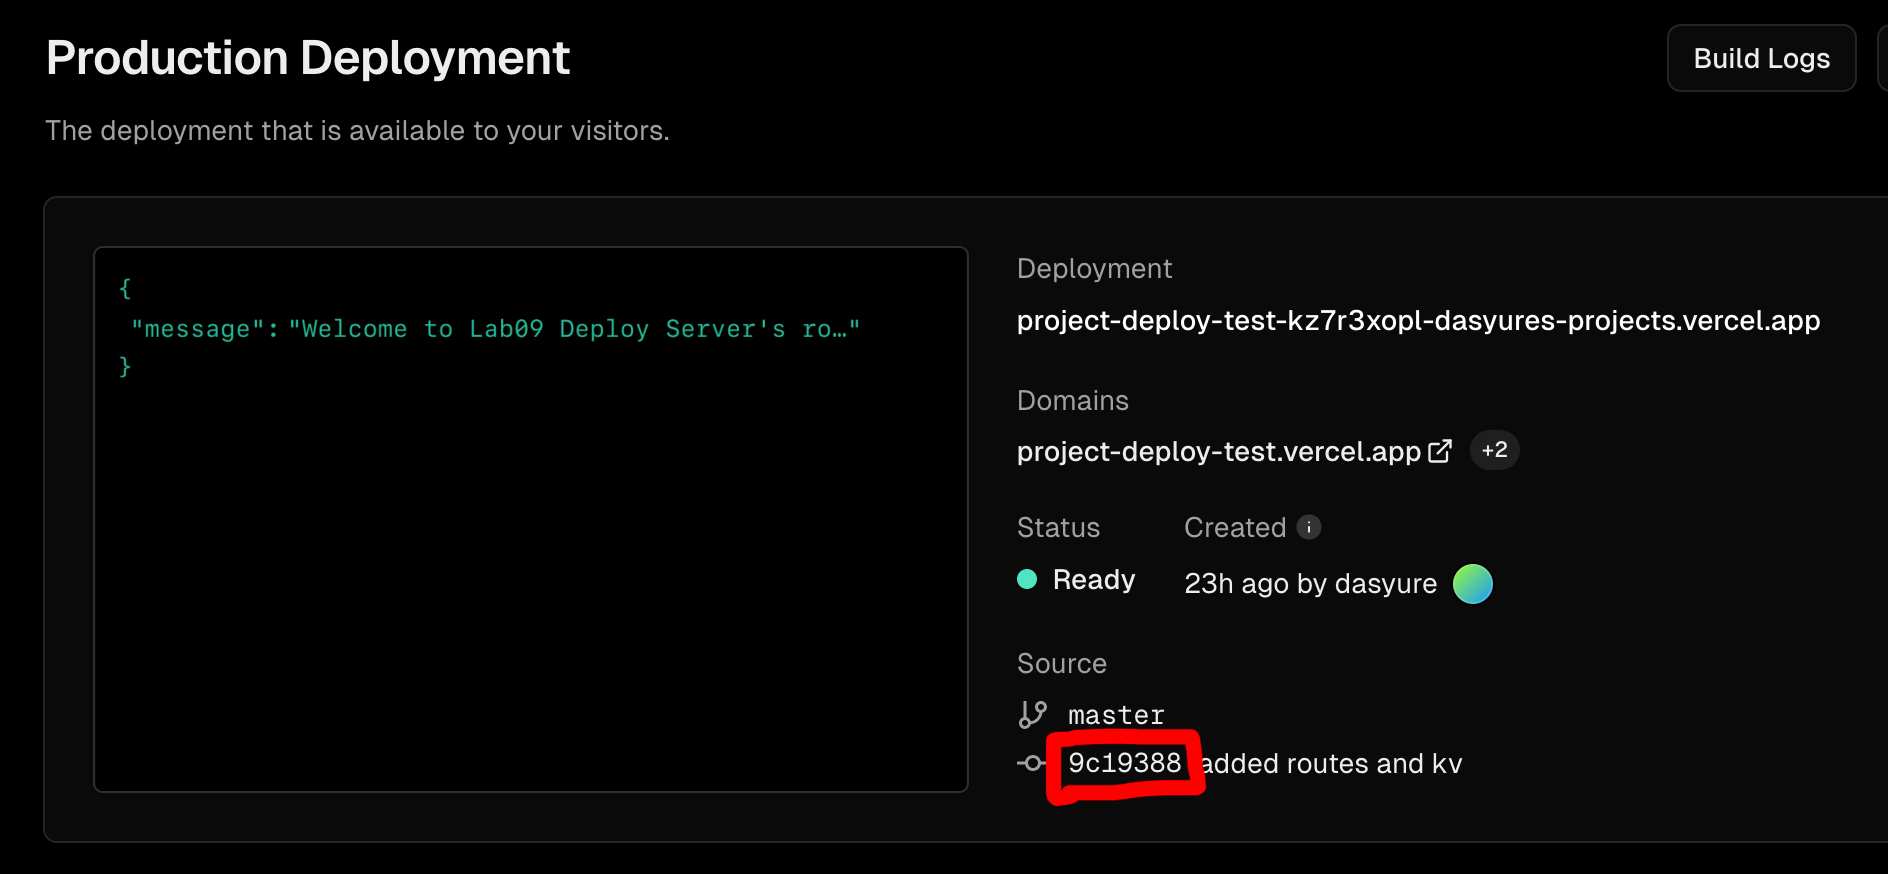 Production Deployment
Build Logs
The deployment that is available to your visitors.
{
"message":"Welcome to Lab09 Deploy Server's ro…"
}
Deployment
project-deploy-test-kz7r3xopl-dasyures-projects.vercel.app
Domains
project-deploy-test.vercel.app +2
Status Created
Ready 23h ago by dasyure
Source
master
9c19388 added routes and kv